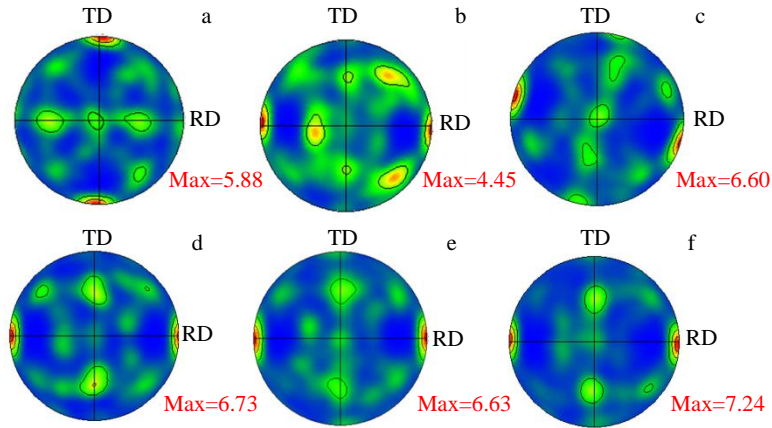 TD a TD b TD c
RD RD RD
Max=5.88 Max=4.45 Max=6.60
TD d TD e TD f
RD RD RD
Max=6.73 Max=6.63 Max=7.24